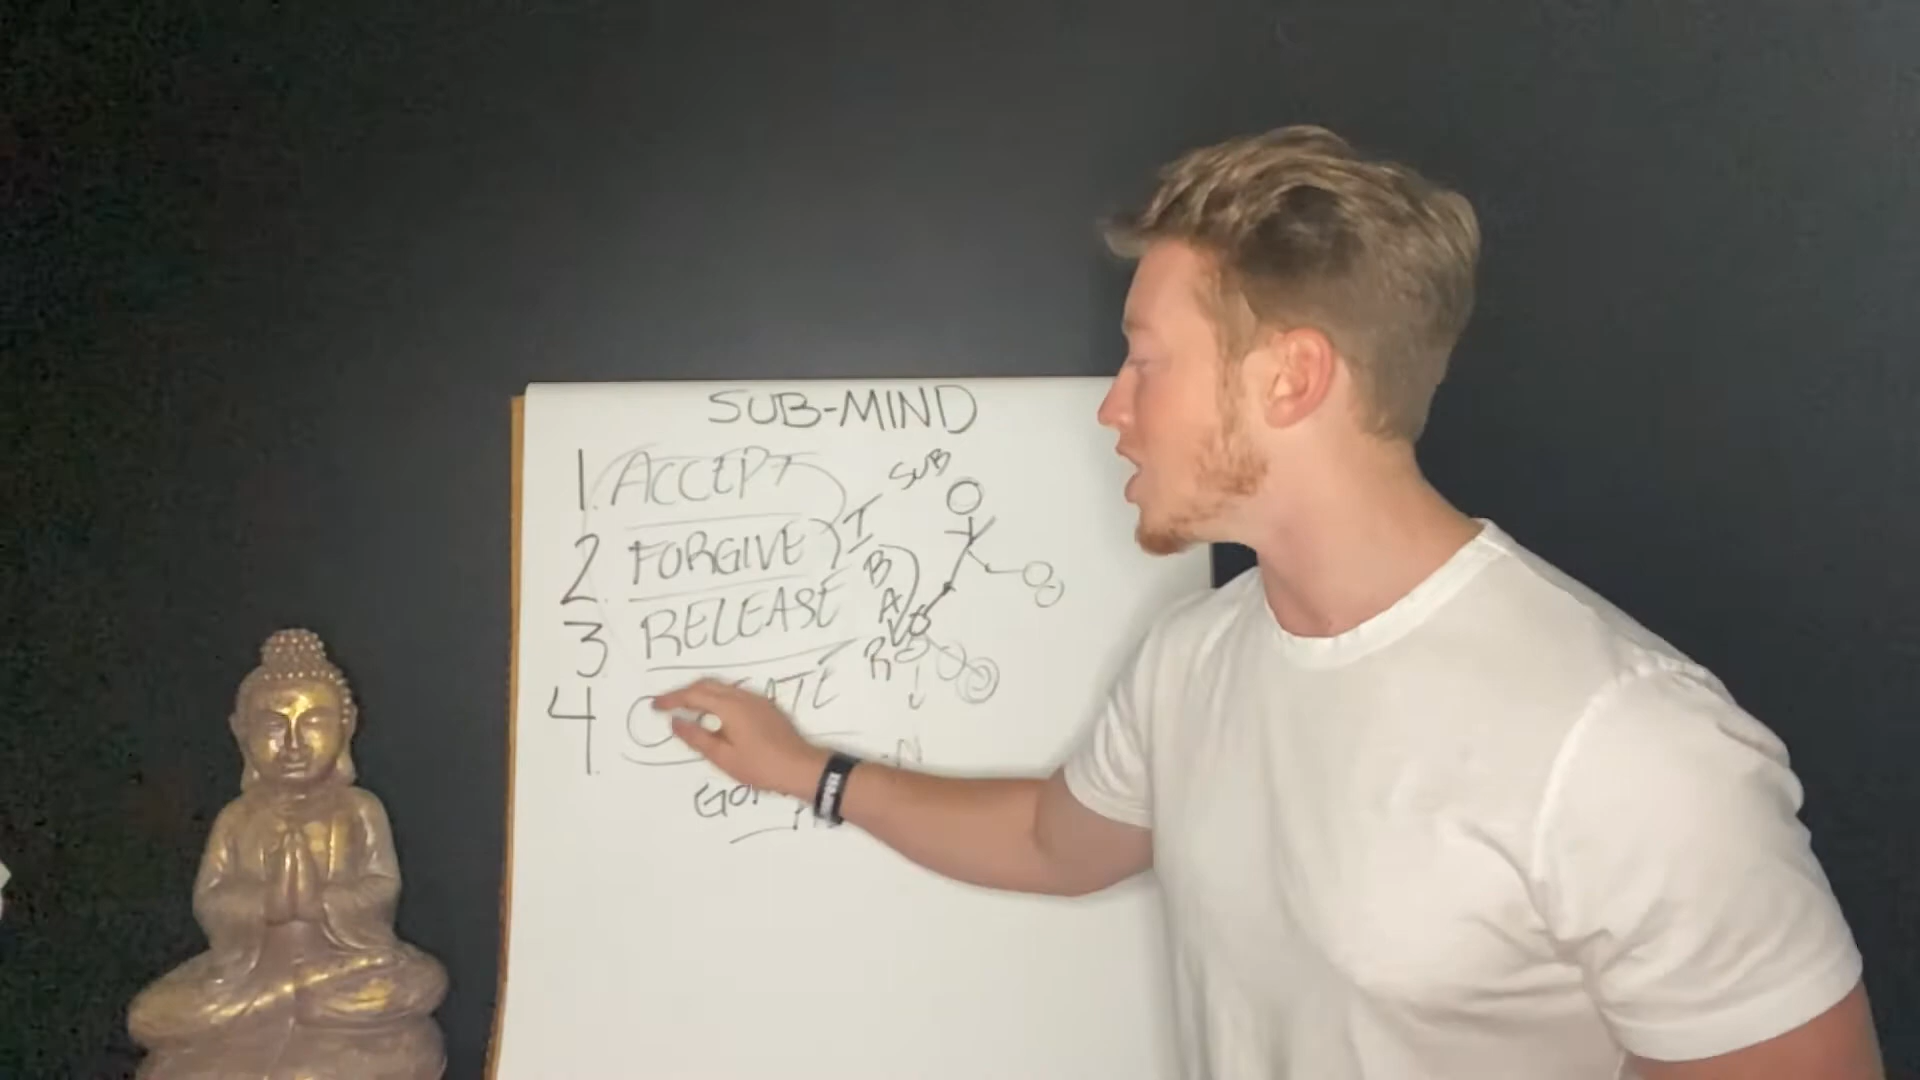 SUB-MIND
1. ACCEPT
SUB
I
2. FORGIVE
B
3 RELEASE
A
V
R
4.
N